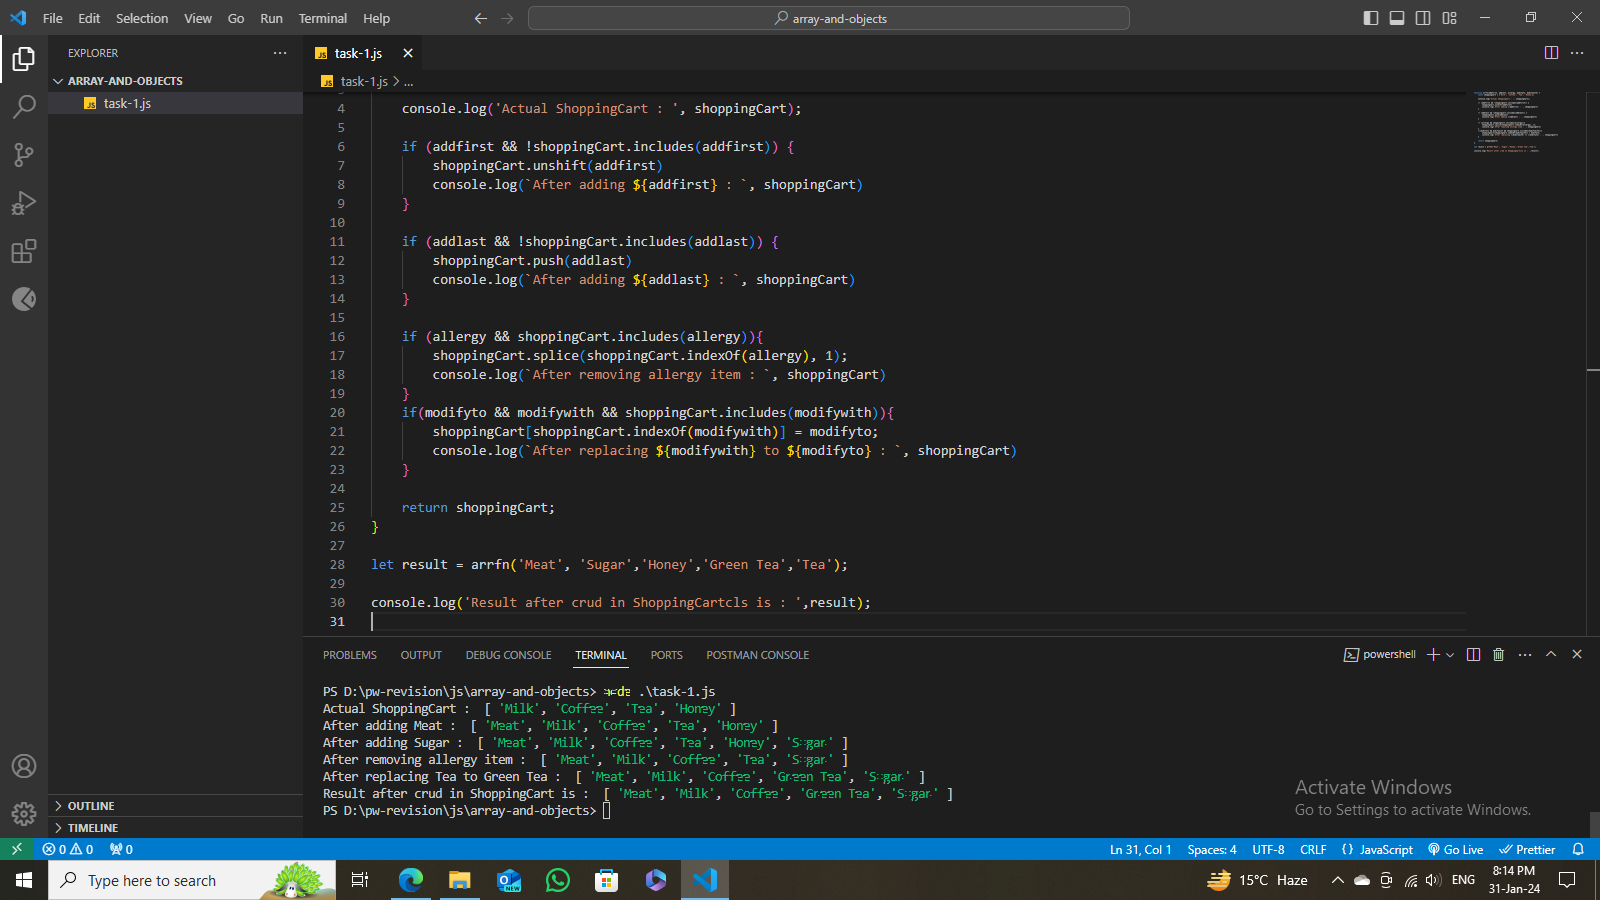 File Edit Selection View Go Run Terminal Help
array-and-objects
EXPLORER
ARRAY-AND-OBJECTS
task-1.js
OUTLINE
TIMELINE
task-1.js
task-1.js > ...
4 console.log('Actual ShoppingCart : ', shoppingCart);
5
6 if (addfirst && !shoppingCart.includes(addfirst)) {
7 shoppingCart.unshift(addfirst)
8 console.log(`After adding ${addfirst} : `, shoppingCart)
9 }
10
11 if (addlast && !shoppingCart.includes(addlast)) {
12 shoppingCart.push(addlast)
13 console.log(`After adding ${addlast} : `, shoppingCart)
14 }
15
16 if (allergy && shoppingCart.includes(allergy)){
17 shoppingCart.splice(shoppingCart.indexOf(allergy), 1);
18 console.log(`After removing allergy item : `, shoppingCart)
19 }
20 if(modifyto && modifywith && shoppingCart.includes(modifywith)){
21 shoppingCart[shoppingCart.indexOf(modifywith)] = modifyto;
22 console.log(`After replacing ${modifywith} to ${modifyto} : `, shoppingCart)
23 }
24
25 return shoppingCart;
26 }
27
28 let result = arrfn('Meat', 'Sugar','Honey','Green Tea','Tea');
29
30 console.log('Result after crud in ShoppingCartcls is : ',result);
31
PROBLEMS OUTPUT DEBUG CONSOLE TERMINAL PORTS POSTMAN CONSOLE
powershell
PS D:\pw-revision\js\array-and-objects> node .\task-1.js
Actual ShoppingCart : [ 'Milk', 'Coffee', 'Tea', 'Honey' ]
After adding Meat : [ 'Meat', 'Milk', 'Coffee', 'Tea', 'Honey' ]
After adding Sugar : [ 'Meat', 'Milk', 'Coffee', 'Tea', 'Honey', 'Sugar' ]
After removing allergy item : [ 'Meat', 'Milk', 'Coffee', 'Tea', 'Sugar' ]
After replacing Tea to Green Tea : [ 'Meat', 'Milk', 'Coffee', 'Green Tea', 'Sugar' ]
Result after crud in ShoppingCart is : [ 'Meat', 'Milk', 'Coffee', 'Green Tea', 'Sugar' ]
PS D:\pw-revision\js\array-and-objects>
Activate Windows
Go to Settings to activate Windows.
0 0 0 Ln 31, Col 1 Spaces: 4 UTF-8 CRLF {} JavaScript Go Live Prettier
Type here to search
NEW
15°C Haze
ENG
8:14 PM
31-Jan-24